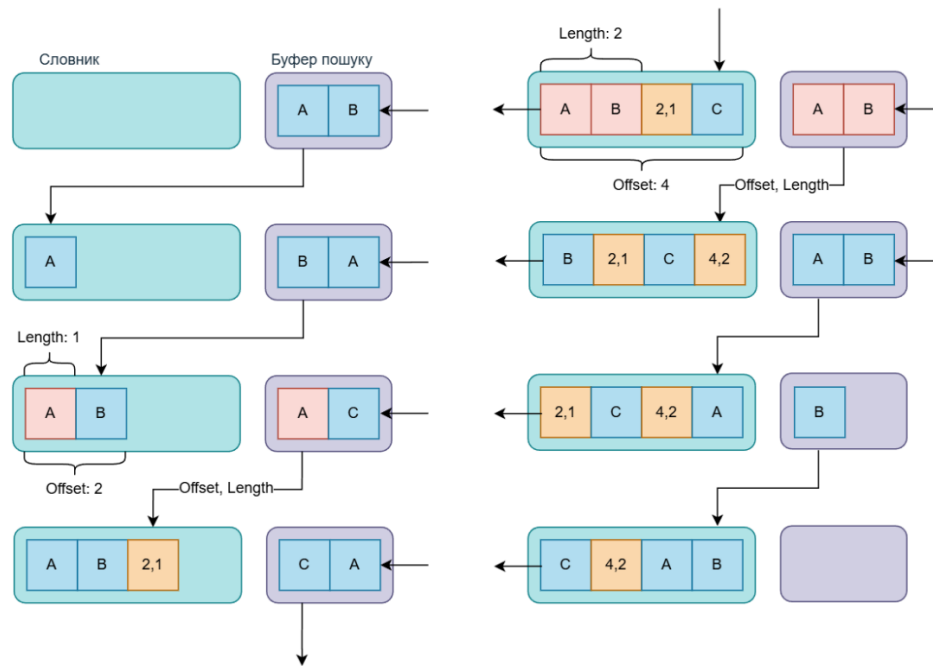 Словник
Буфер пошуку
A B
A
B A
Length: 1
A B
A C
Offset: 2
Offset, Length
A B 2,1
C A
Length: 2
A B 2,1 C
A B
Offset: 4
Offset, Length
B 2,1 C 4,2
A B
2,1 C 4,2 A
B
C 4,2 A B